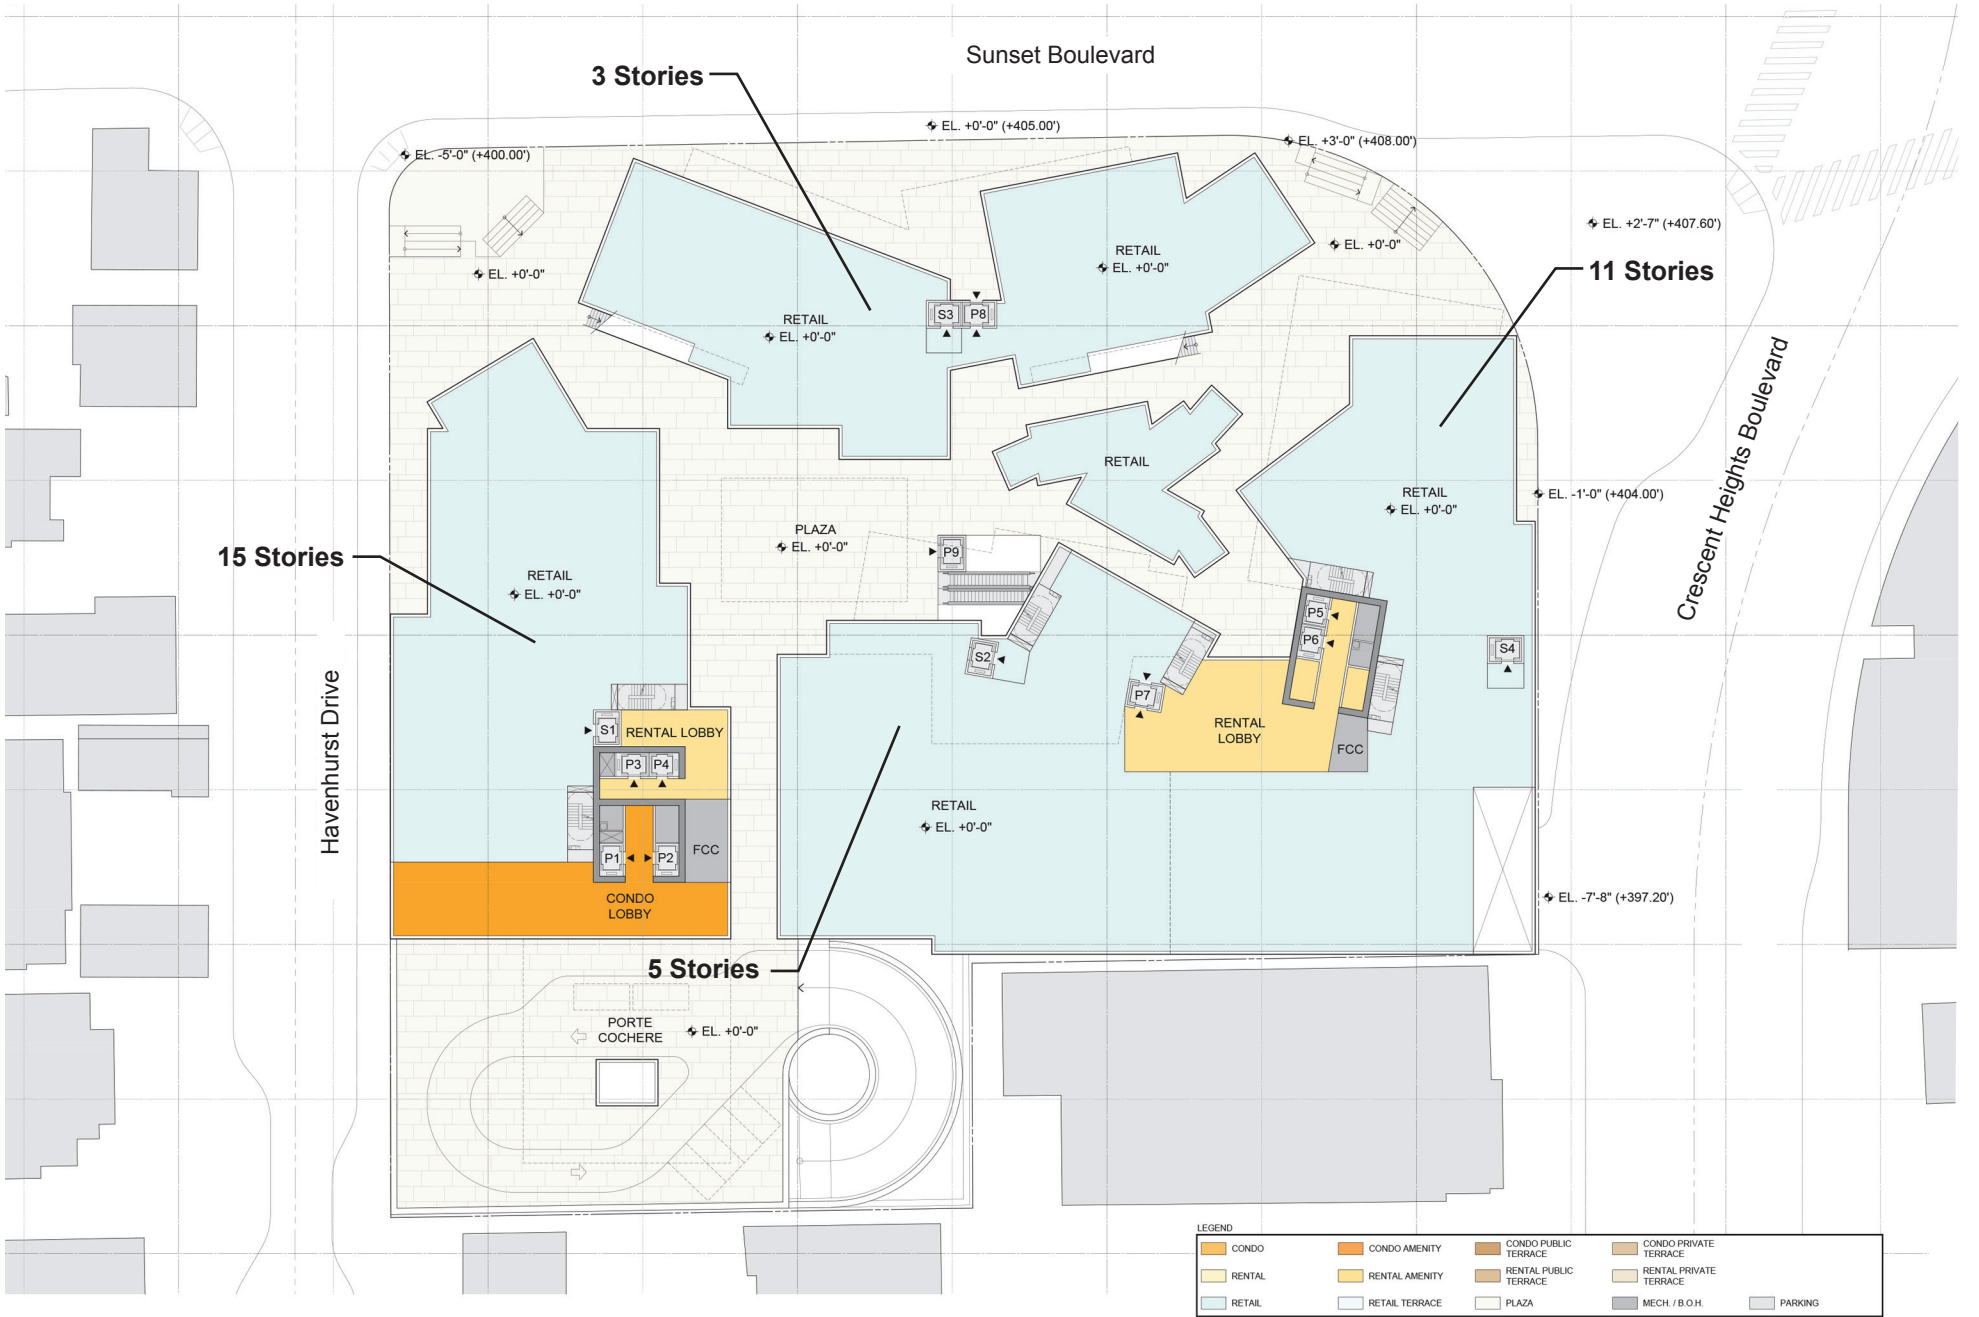 Sunset Boulevard
3 Stories
EL. +0'-0" (+405.00')
EL. +3'-0" (+408.00')
EL. -5'-0" (+400.00')
EL. +2'-7" (+407.60')
EL. +0'-0"
RETAIL
EL. +0'-0"
EL. +0'-0"
11 Stories
S3
P8
RETAIL
EL. +0'-0"
RETAIL
RETAIL
EL. +0'-0"
EL. -1'-0" (+404.00')
Crescent Heights Boulevard
PLAZA
EL. +0'-0"
P9
15 Stories
RETAIL
EL. +0'-0"
P5
P6
S4
S2
P7
Havenhurst Drive
S1
RENTAL LOBBY
RENTAL
LOBBY
FCC
P3
P4
RETAIL
EL. +0'-0"
P1
P2
FCC
CONDO
LOBBY
EL. -7'-8" (+397.20')
5 Stories
PORTE
COCHERE
EL. +0'-0"
LEGEND
CONDO
CONDO AMENITY
CONDO PUBLIC
TERRACE
CONDO PRIVATE
TERRACE
RENTAL
RENTAL AMENITY
RENTAL PUBLIC
TERRACE
RENTAL PRIVATE
TERRACE
RETAIL
RETAIL TERRACE
PLAZA
MECH. / B.O.H.
PARKING